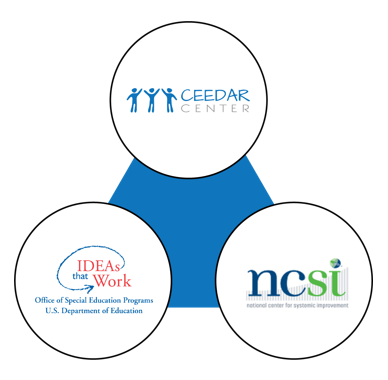 CEEDAR
CENTER
IDEAs
that Work
Office of Special Education Programs
U.S. Department of Education
ncsi
national center for systemic improvement